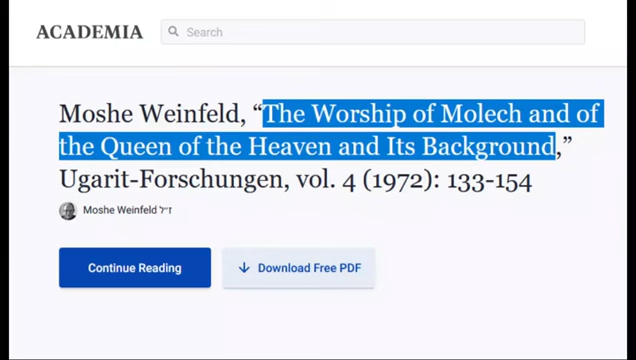 ACADEMIA
Search
Moshe Weinfeld, “The Worship of Molech and of
the Queen of the Heaven and Its Background,”
Ugarit-Forschungen, vol. 4 (1972): 133-154
Moshe Weinfeld ז״ל
Continue Reading
Download Free PDF